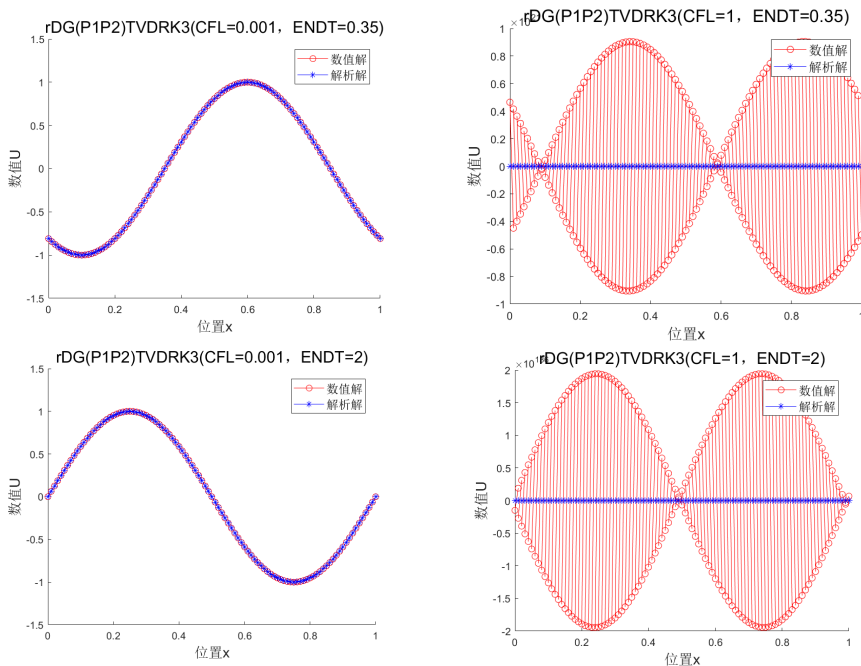 rDG(P1P2)TVDRK3(CFL=0.001，ENDT=0.35)
数值解
解析解
1.5
1
0.5
0
-0.5
-1
-1.5
数值U
0 0.2 0.4 0.6 0.8 1
位置x
rDG(P1P2)TVDRK3(CFL=1，ENDT=0.35)
数值解
解析解
1
0.8
0.6
0.4
0.2
0
-0.2
-0.4
-0.6
-0.8
-1
数值U
0 0.2 0.4 0.6 0.8 1
位置x
rDG(P1P2)TVDRK3(CFL=0.001，ENDT=2)
数值解
解析解
1.5
1
0.5
0
-0.5
-1
-1.5
数值U
0 0.2 0.4 0.6 0.8 1
位置x
rDG(P1P2)TVDRK3(CFL=1，ENDT=2)
数值解
解析解
2
1.5
1
0.5
0
-0.5
-1
-1.5
-2
数值U
0 0.2 0.4 0.6 0.8 1
位置x